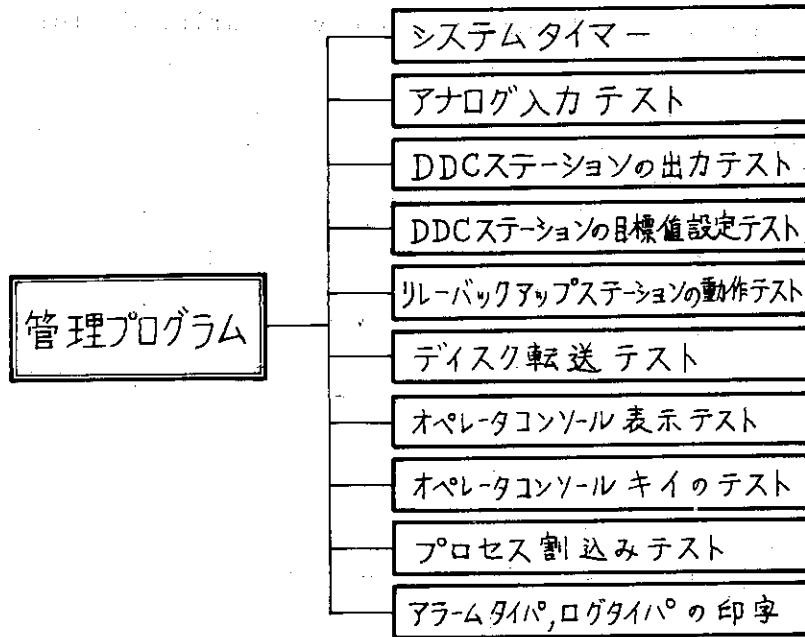 システムタイマー
アナログ入力テスト
DDCステーションの出力テスト
DDCステーションの目標値設定テスト
リレーバックアップステーションの動作テスト
管理プログラム
ディスク転送テスト
オペレータコンソール表示テスト
オペレータコンソールキイのテスト
プロセス割込みテスト
アラームタイパ,ログタイパの印字